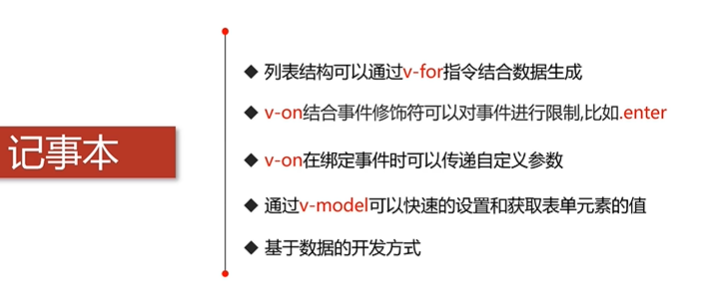 记事本
◆ 列表结构可以通过v-for指令结合数据生成
◆ v-on结合事件修饰符可以对事件进行限制,比如.enter
◆ v-on在绑定事件时可以传递自定义参数
◆ 通过v-model可以快速的设置和获取表单元素的值
◆ 基于数据的开发方式